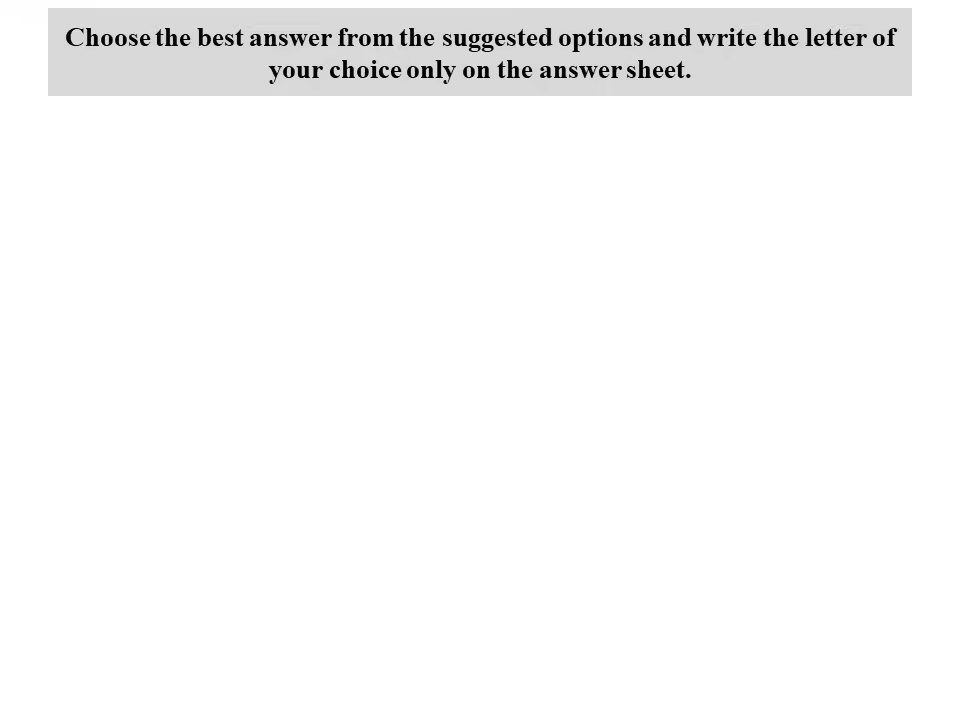 Choose the best answer from the suggested options and write the letter of
your choice only on the answer sheet.